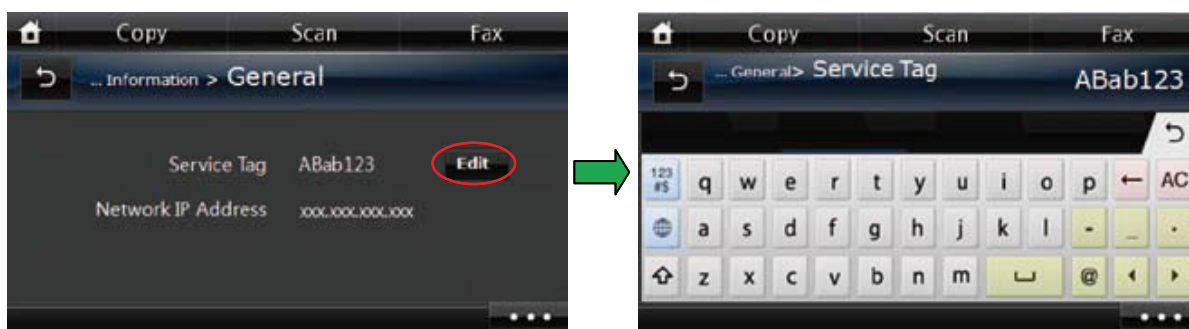 Copy Scan Fax
... Information > General
Service Tag ABab123 Edit
Network IP Address xxx.xxx.xxx.xxx
Copy Scan Fax
... General> Service Tag ABab123
123 #$ q w e r t y u i o p ← AC
a s d f g h j k l - _ .
z x c v b n m @